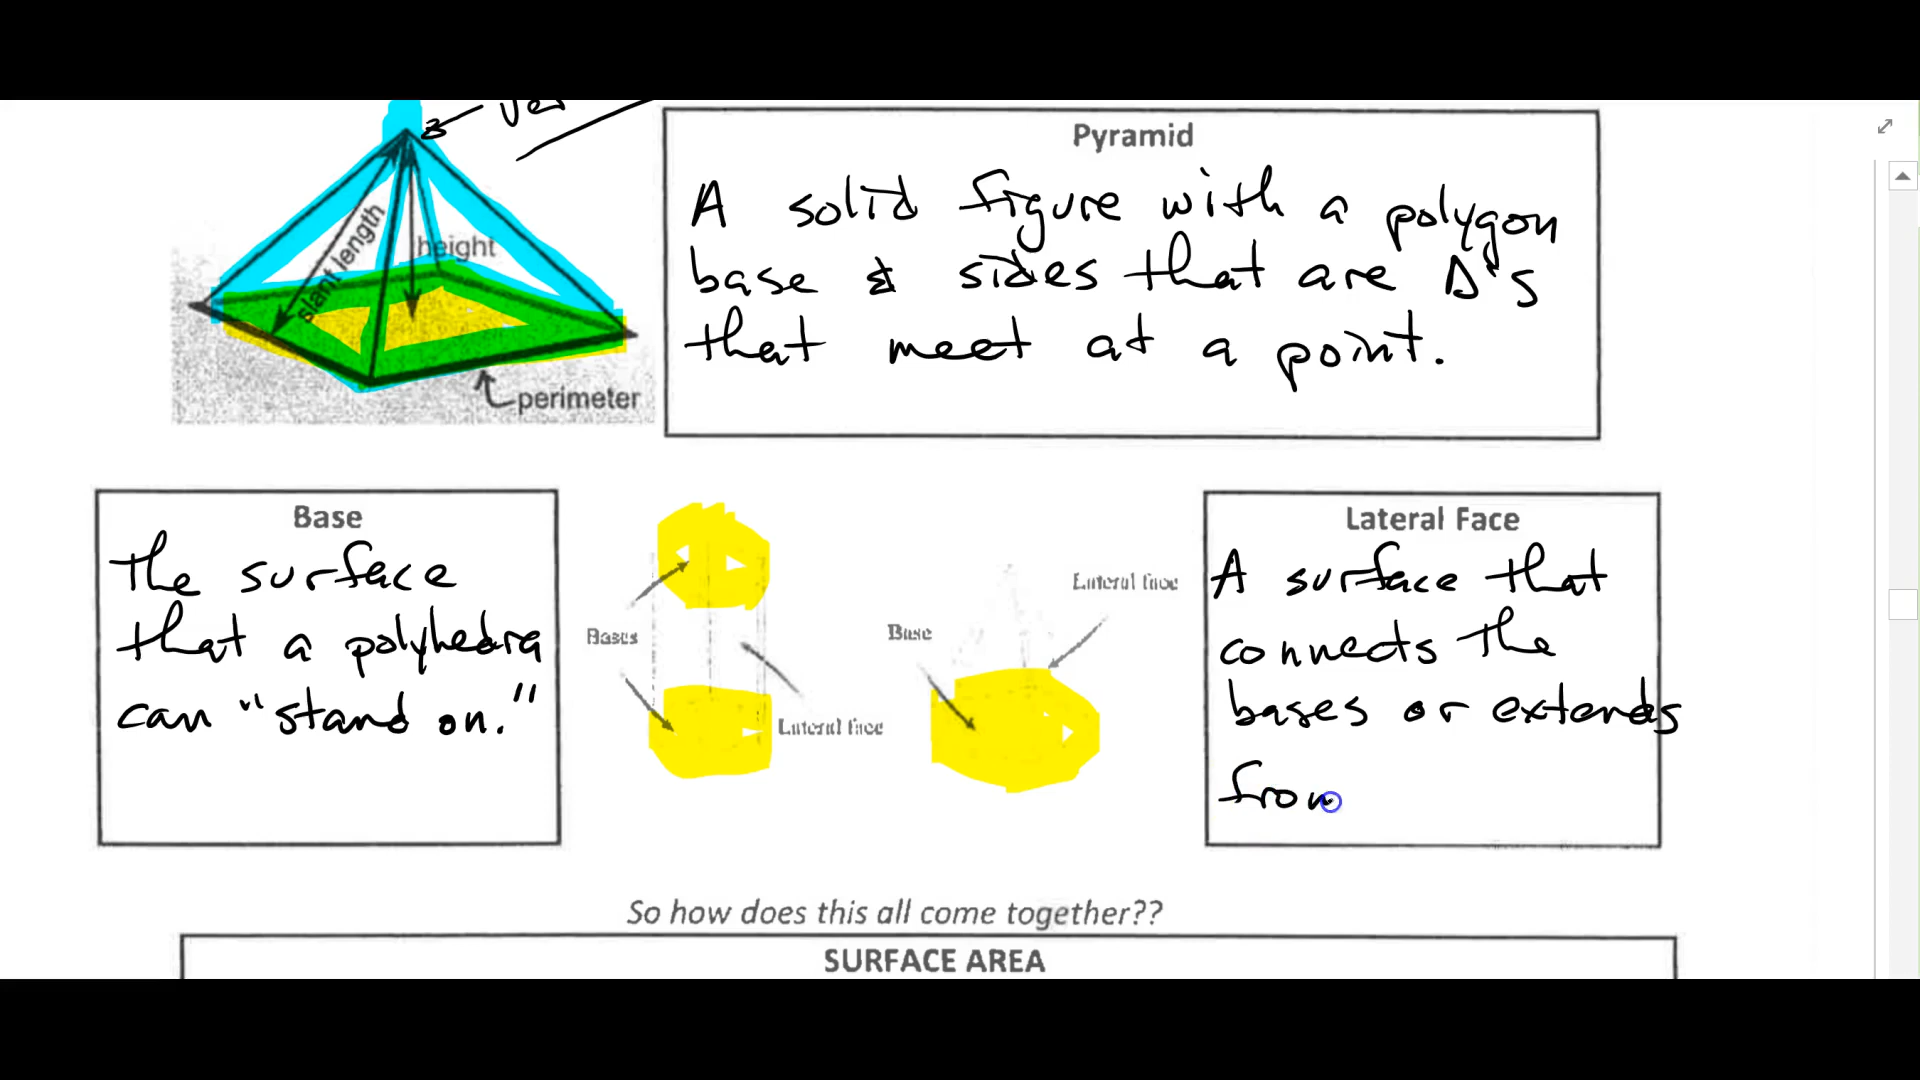 Pyramid
A solid figure with a polygon
base & sides that are Δ's
that meet at a point.
slant length
height
perimeter
Base
The surface
that a polyhedra
can "stand on."
Bases
Lateral face
Base
Lateral face
Lateral Face
A surface that
connects the
bases or extends
from
So how does this all come together??
SURFACE AREA